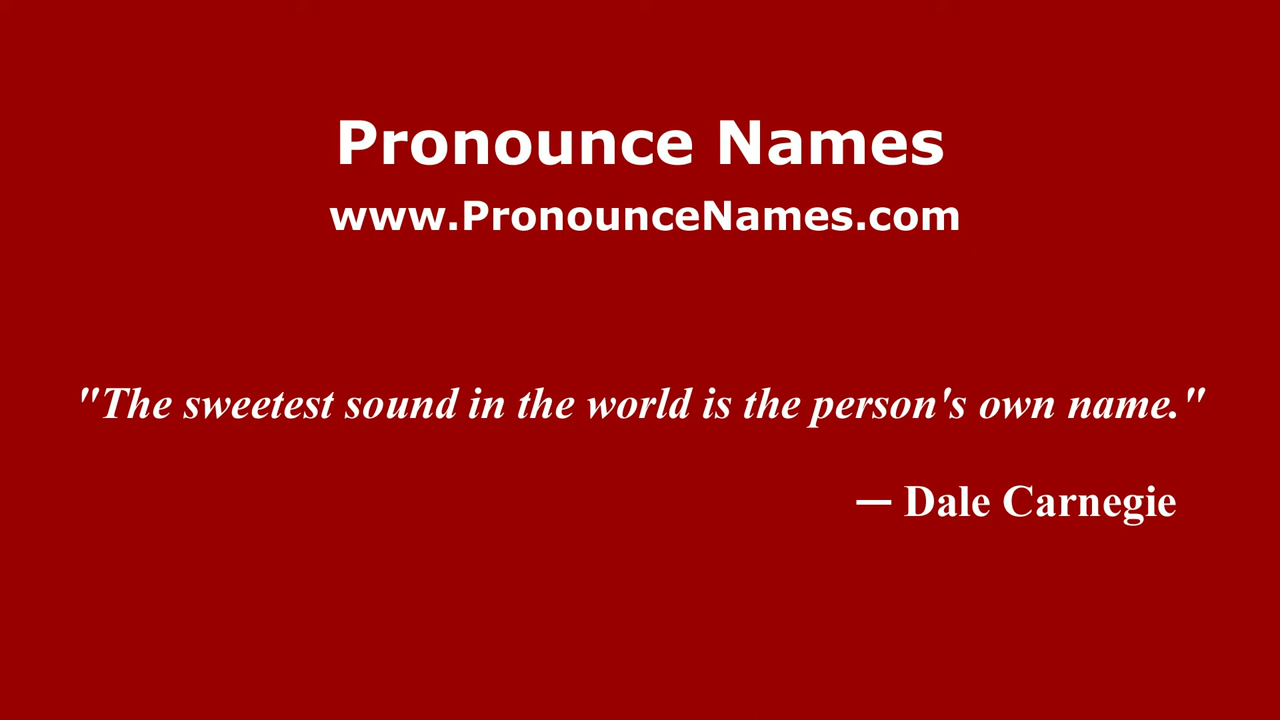 Pronounce Names
www.PronounceNames.com
"The sweetest sound in the world is the person's own name."
— Dale Carnegie